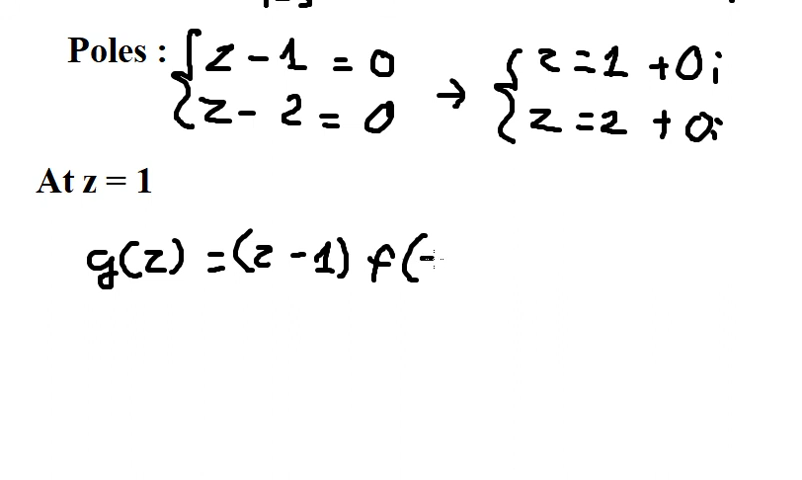 Poles : { z - 1 = 0 → { z = 1 + 0i
{ z - 2 = 0 { z = 2 + 0i
At z = 1
g(z) = (z - 1) f(